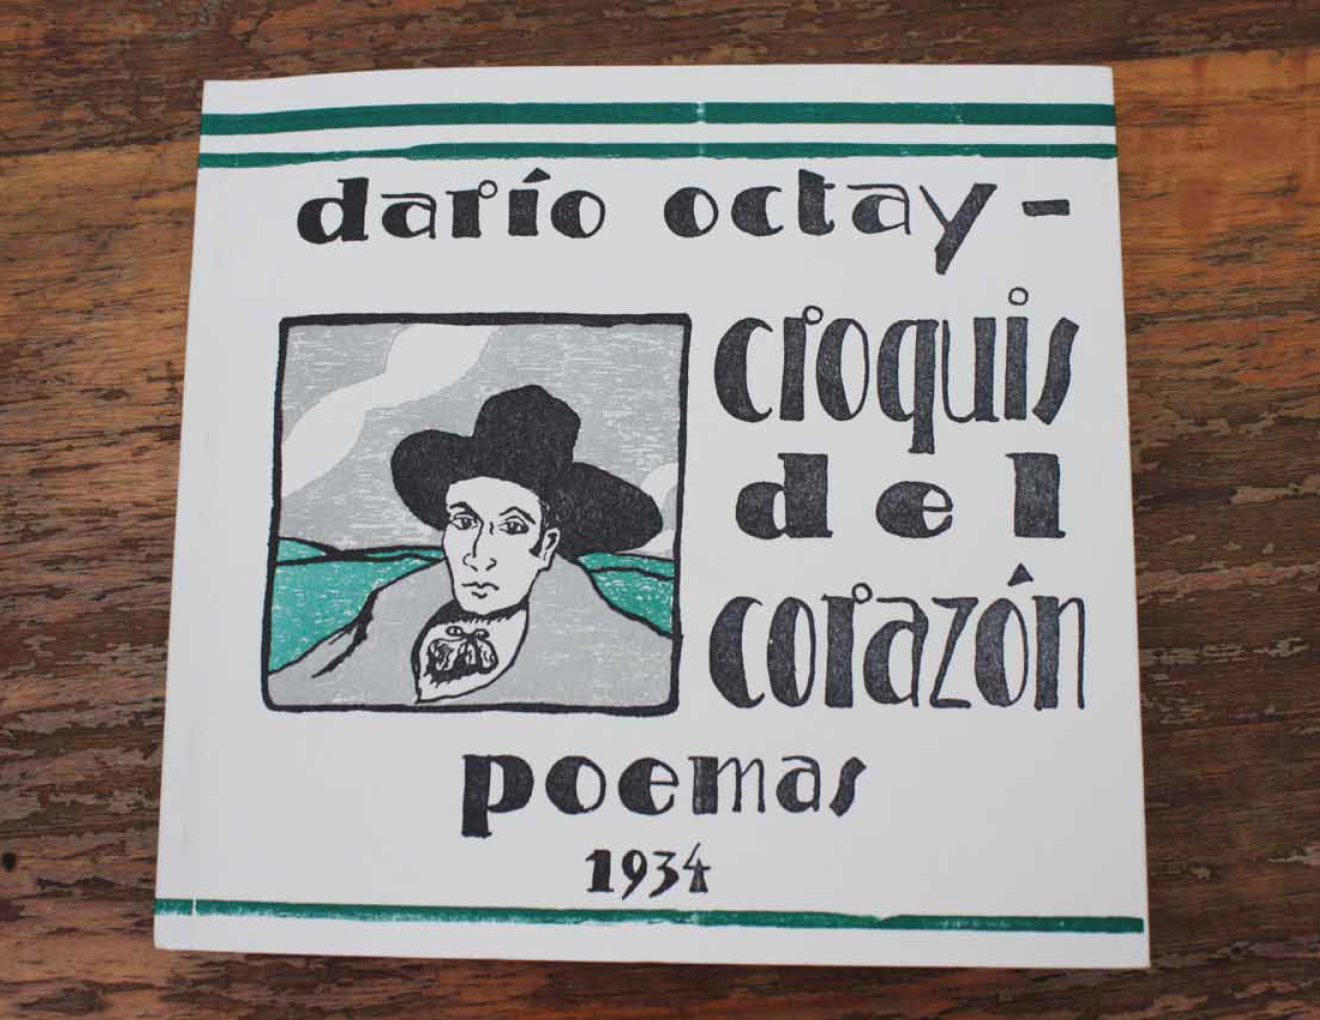 darío octay -
croquis
del
corazón
poemas
1934